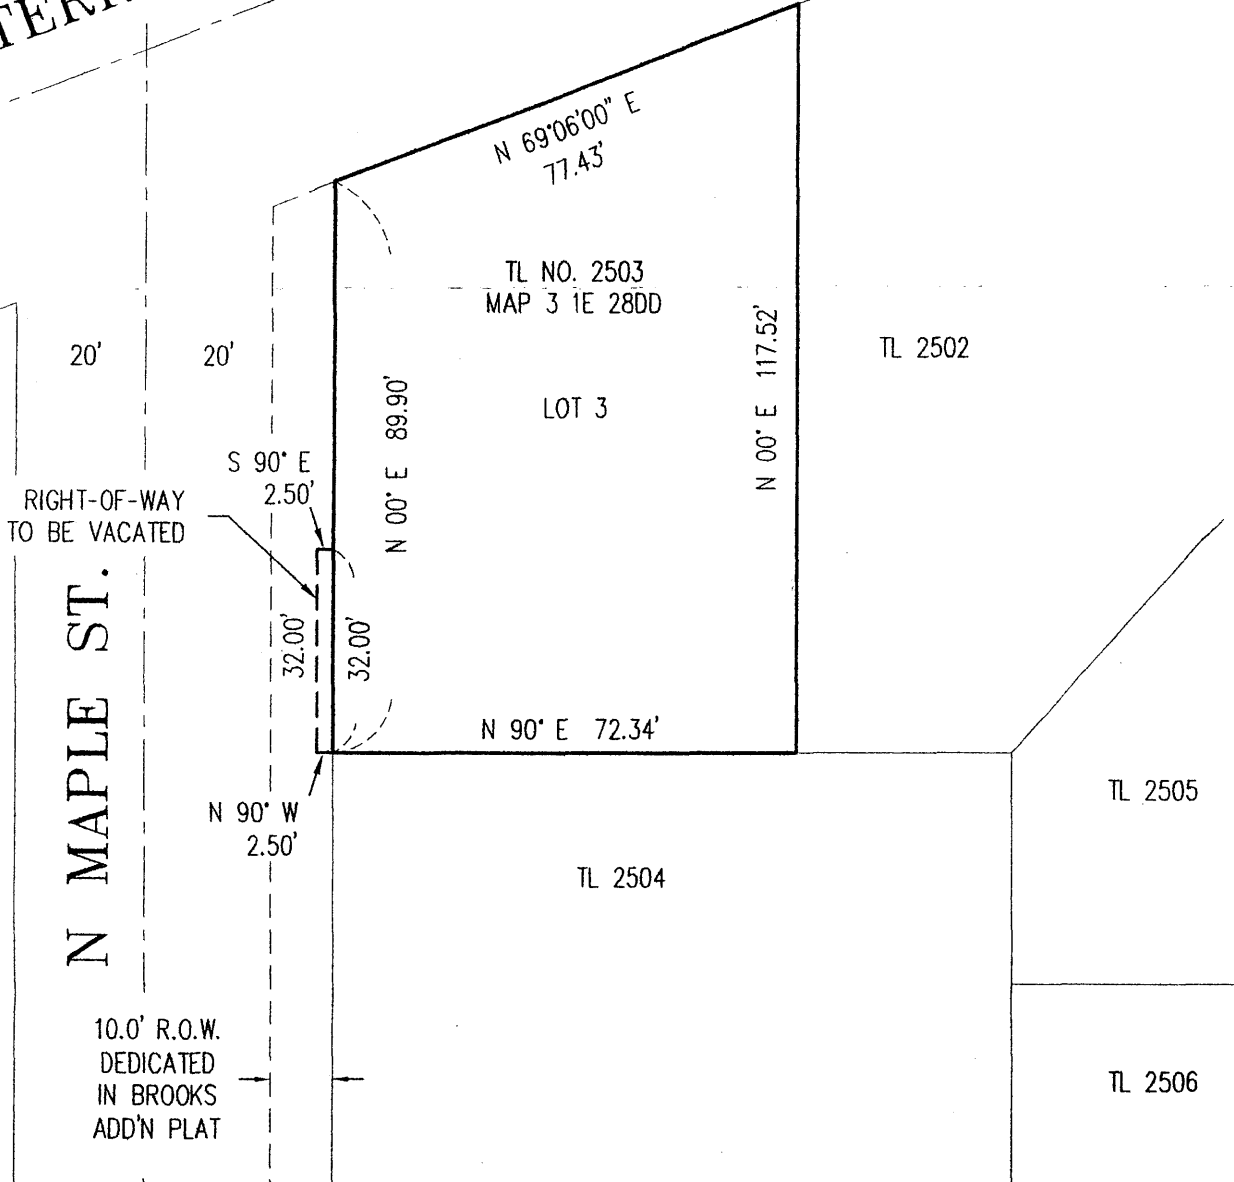 N 69°06'00" E
77.43'
TL NO. 2503
MAP 3 1E 28DD
LOT 3
N 00° E 117.52'
TL 2502
20'
20'
N 00° E 89.90'
S 90° E
2.50'
RIGHT-OF-WAY
TO BE VACATED
32.00'
32.00'
N MAPLE ST.
N 90° E 72.34'
N 90° W
2.50'
TL 2504
TL 2505
10.0' R.O.W.
DEDICATED
IN BROOKS
ADD'N PLAT
TL 2506